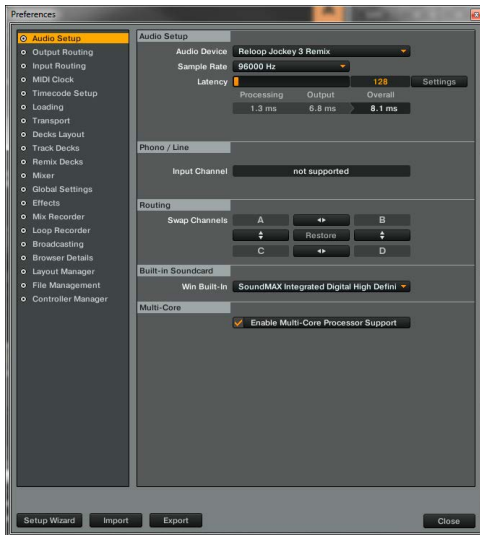 Preferences
Audio Setup
Output Routing
Input Routing
MIDI Clock
Timecode Setup
Loading
Transport
Decks Layout
Track Decks
Remix Decks
Mixer
Global Settings
Effects
Mix Recorder
Loop Recorder
Broadcasting
Browser Details
Layout Manager
File Management
Controller Manager
Audio Setup
Audio Device Reloop Jockey 3 Remix
Sample Rate 96000 Hz
Latency 128 Settings
Processing Output Overall
1.3 ms 6.8 ms 8.1 ms
Phono / Line
Input Channel not supported
Routing
Swap Channels A B
Restore
C D
Built-in Soundcard
Win Built-In SoundMAX Integrated Digital High Defini
Multi-Core
Enable Multi-Core Processor Support
Setup Wizard Import Export Close